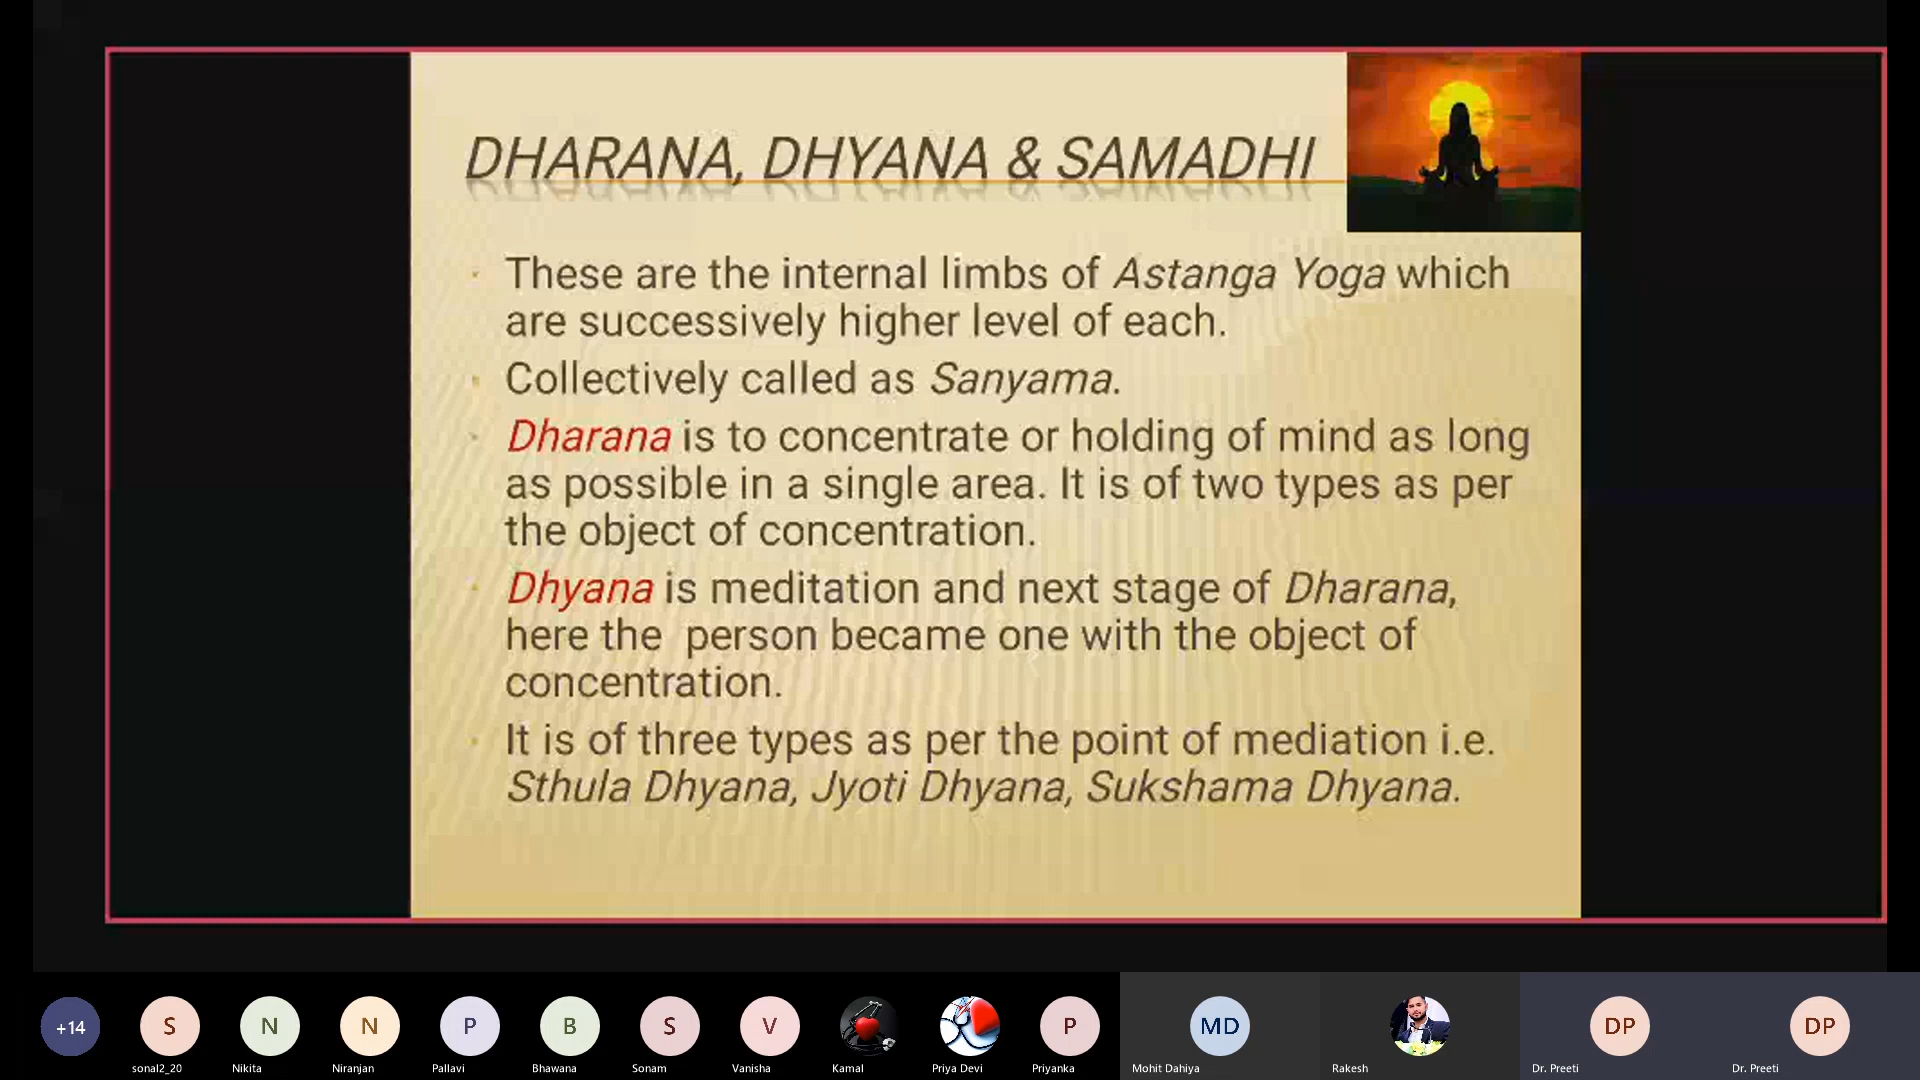 DHARANA, DHYANA & SAMADHI
These are the internal limbs of Astanga Yoga which
are successively higher level of each.
Collectively called as Sanyama.
Dharana is to concentrate or holding of mind as long
as possible in a single area. It is of two types as per
the object of concentration.
Dhyana is meditation and next stage of Dharana,
here the person became one with the object of
concentration.
It is of three types as per the point of mediation i.e.
Sthula Dhyana, Jyoti Dhyana, Sukshama Dhyana.
+14
S
N
N
P
B
S
V
P
MD
DP
DP
sonal2_20
Nikita
Niranjan
Pallavi
Bhawana
Sonam
Vanisha
Kamal
Priya Devi
Priyanka
Mohit Dahiya
Rakesh
Dr. Preeti
Dr. Preeti